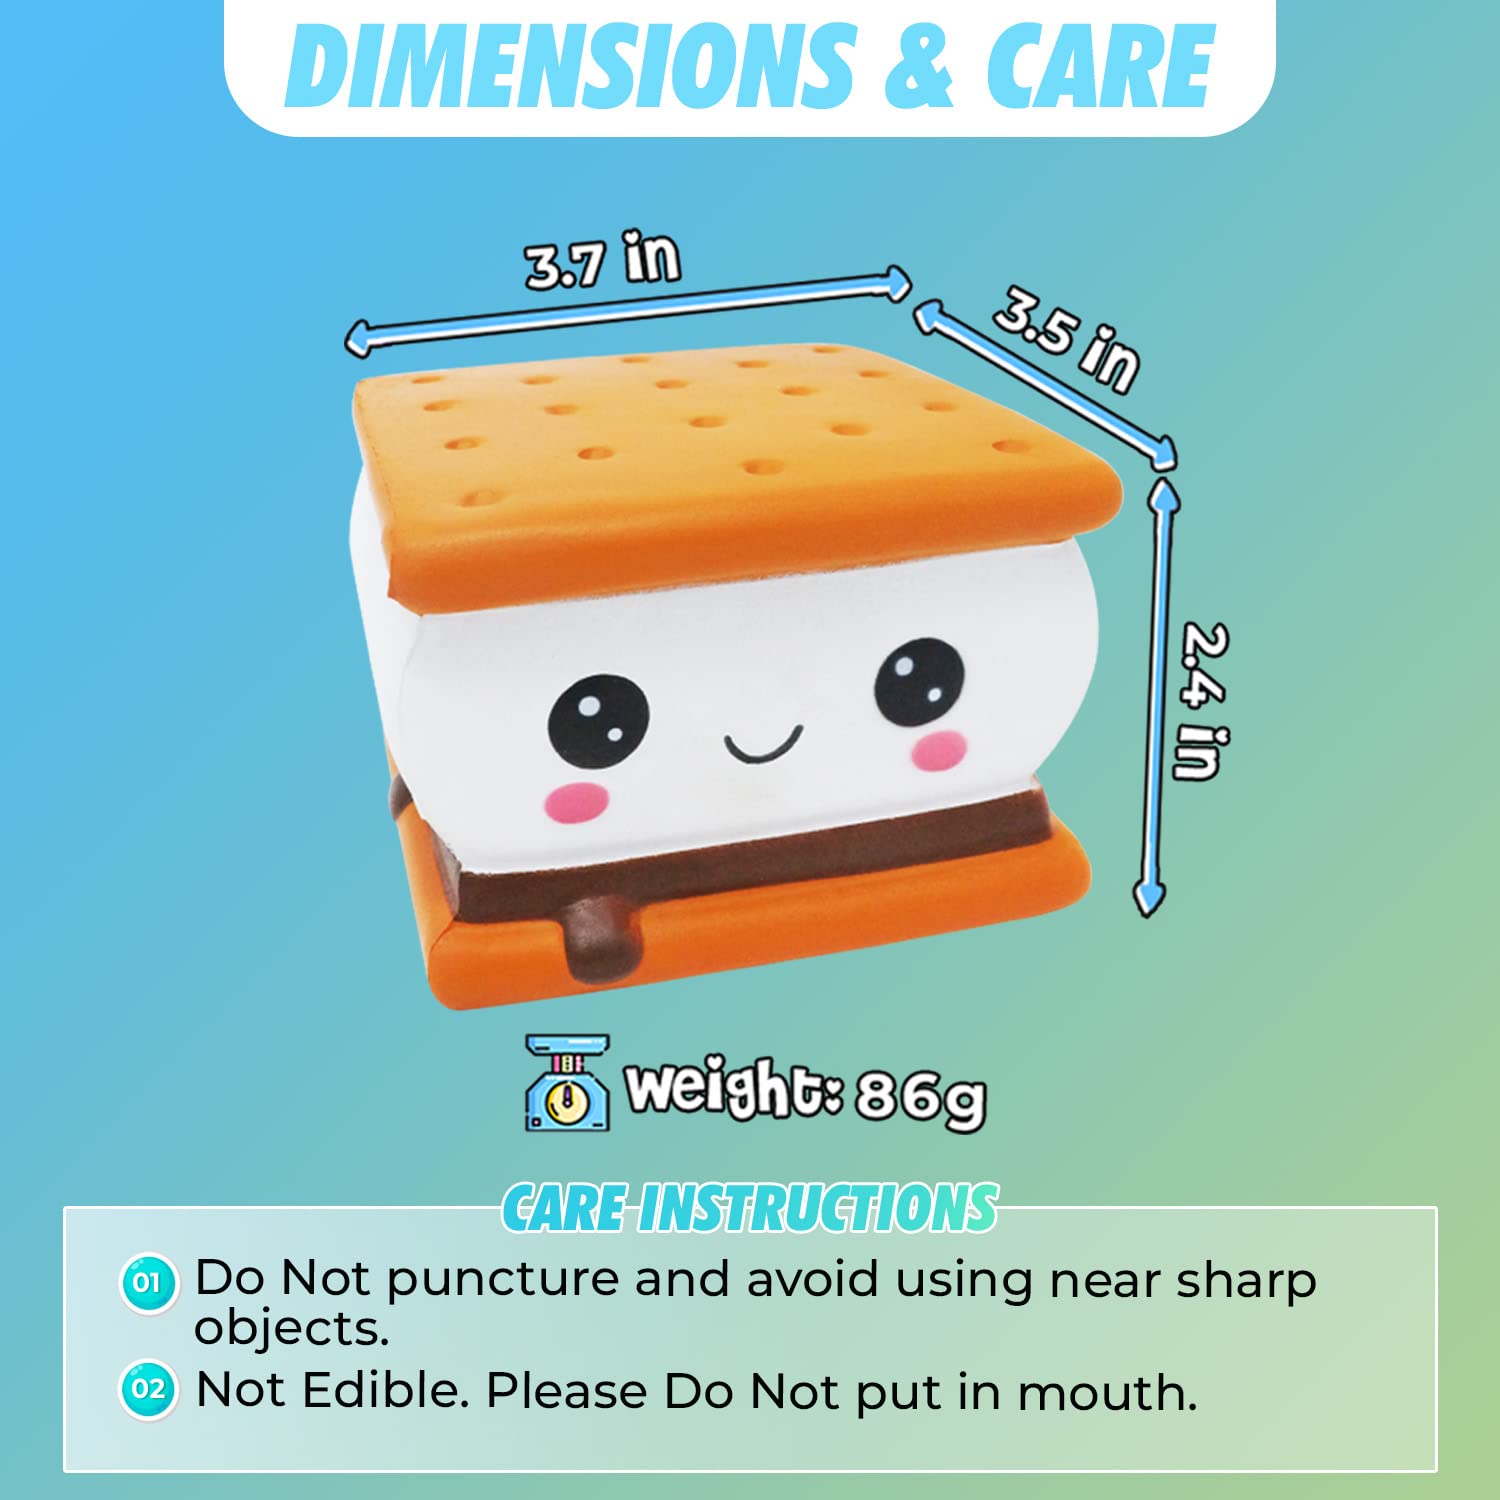 DIMENSIONS & CARE
3.7 in
3.5 in
2.4 in
weight: 86g
CARE INSTRUCTIONS
01 Do Not puncture and avoid using near sharp
objects.
02 Not Edible. Please Do Not put in mouth.